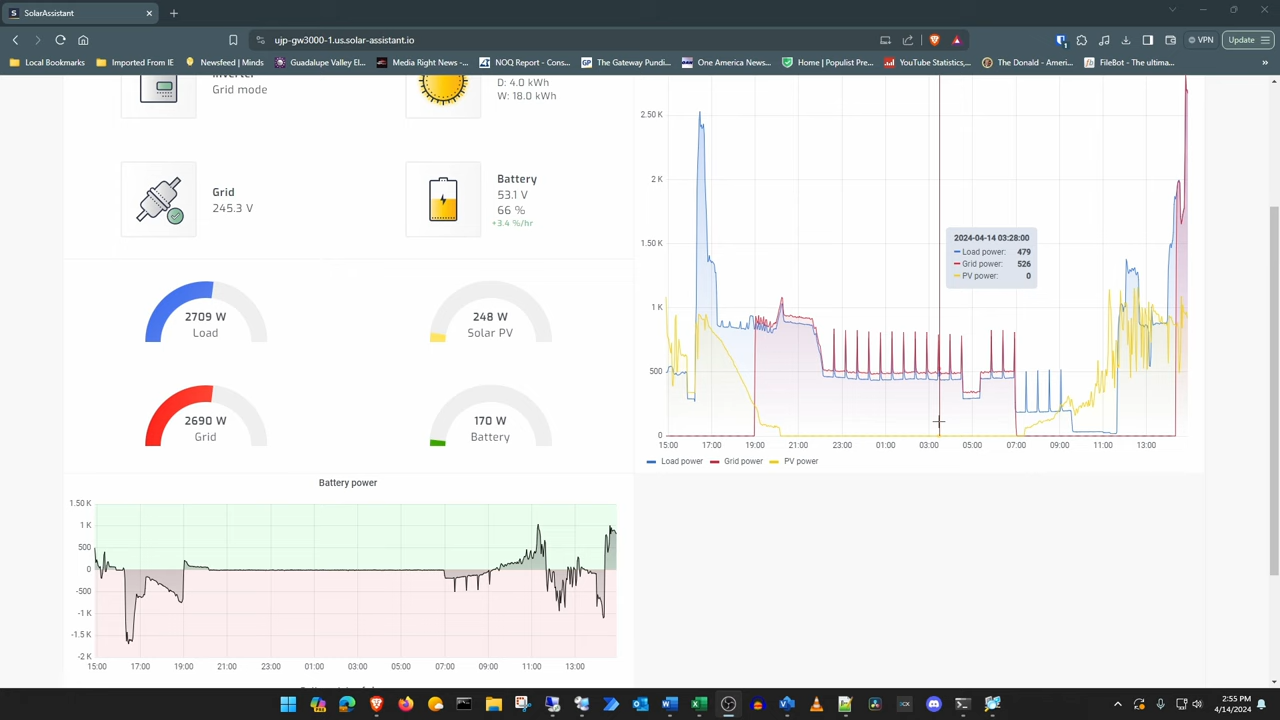 SolarAssistant
ujp-gw3000-1.us.solar-assistant.io
VPN
Update
Local Bookmarks
Imported From IE
Newsfeed | Minds
Guadalupe Valley El...
Media Right News -...
NOQ Report - Cons...
The Gateway Pundi...
One America News...
Home | Populist Pre...
YouTube Statistics,...
The Donald - Ameri...
FileBot - The ultima...
Inverter
Grid mode
D: 4.0 kWh
W: 18.0 kWh
Grid
245.3 V
Battery
53.1 V
66 %
+3.4 %/hr
2709 W
Load
248 W
Solar PV
2690 W
Grid
170 W
Battery
2.50 K
2 K
1.50 K
1 K
500
0
15:00 17:00 19:00 21:00 23:00 01:00 03:00 05:00 07:00 09:00 11:00 13:00
2024-04-14 03:28:00
Load power: 479
Grid power: 526
PV power: 0
Load power Grid power PV power
Battery power
1.50 K
1 K
500
0
-500
-1 K
-1.5 K
-2 K
15:00 17:00 19:00 21:00 23:00 01:00 03:00 05:00 07:00 09:00 11:00 13:00
2:55 PM
4/14/2024